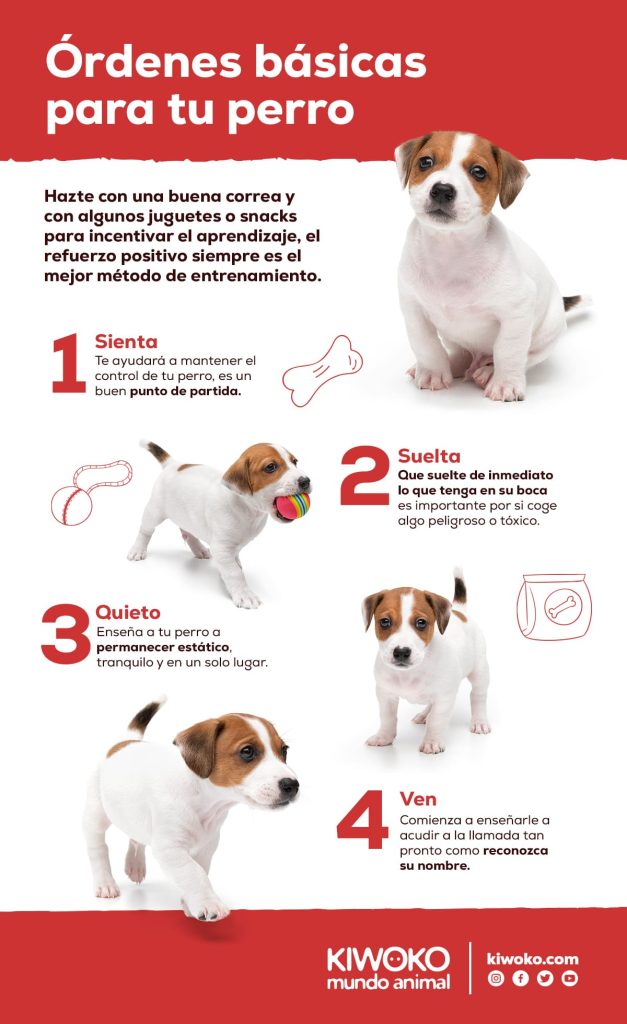 Órdenes básicas
para tu perro
Hazte con una buena correa y
con algunos juguetes o snacks
para incentivar el aprendizaje, el
refuerzo positivo siempre es el
mejor método de entrenamiento.
1
Sienta
Te ayudará a mantener el
control de tu perro, es un
buen punto de partida.
2
Suelta
Que suelte de inmediato
lo que tenga en su boca
es importante por si coge
algo peligroso o tóxico.
3
Quieto
Enseña a tu perro a
permanecer estático,
tranquilo y en un solo lugar.
4
Ven
Comienza a enseñarle a
acudir a la llamada tan
pronto como reconozca
su nombre.
KIWOKO
mundo animal
kiwoko.com